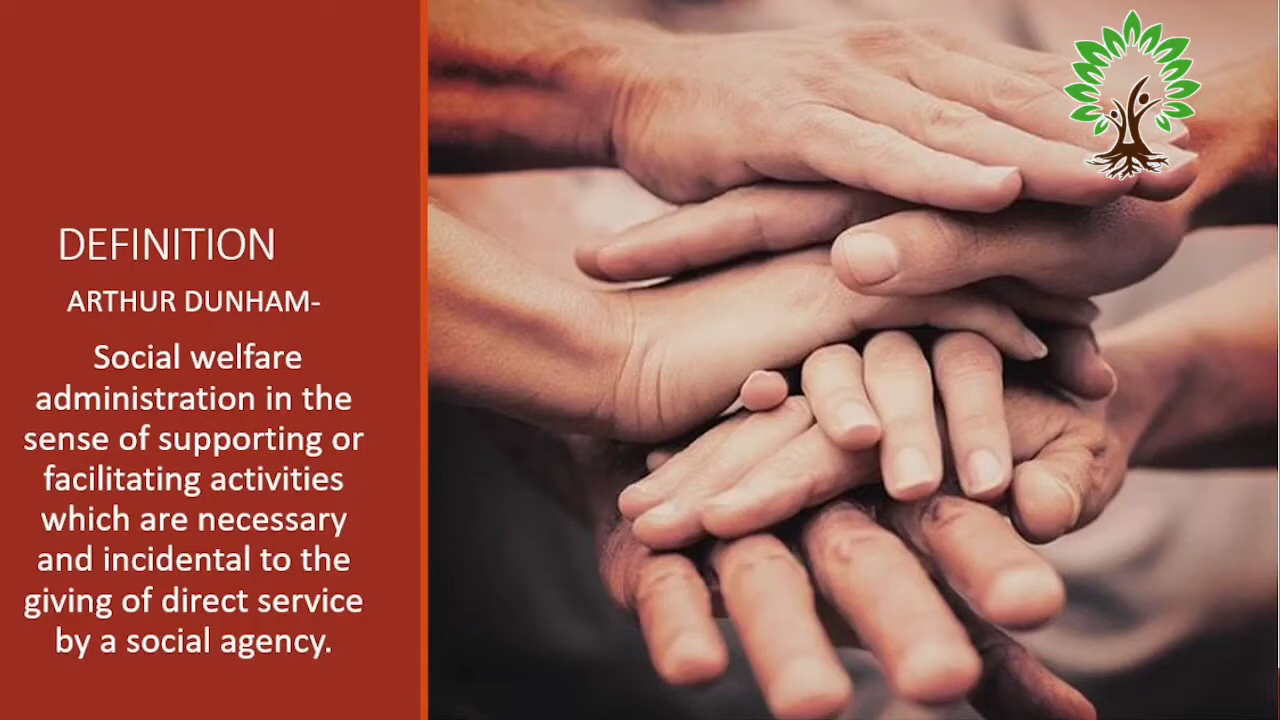 DEFINITION
ARTHUR DUNHAM-
Social welfare
administration in the
sense of supporting or
facilitating activities
which are necessary
and incidental to the
giving of direct service
by a social agency.